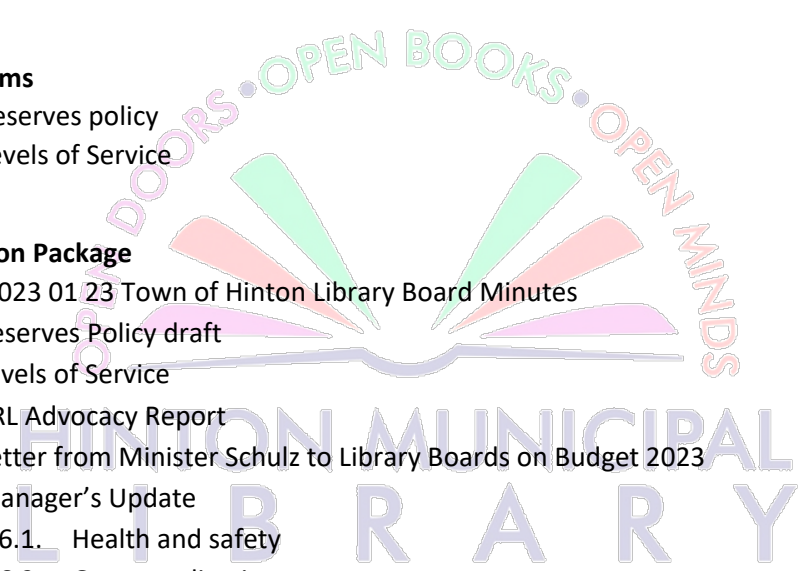 ms
eserves policy
evels of Service
on Package
023 01 23 Town of Hinton Library Board Minutes
eserves Policy draft
vels of Service
RL Advocacy Report
etter from Minister Schulz to Library Boards on Budget 2023
anager's Update
6.1. Health and safety
OPEN DOORS • OPEN BOOKS • OPEN MINDS
HINTON MUNICIPAL
LIBRARY